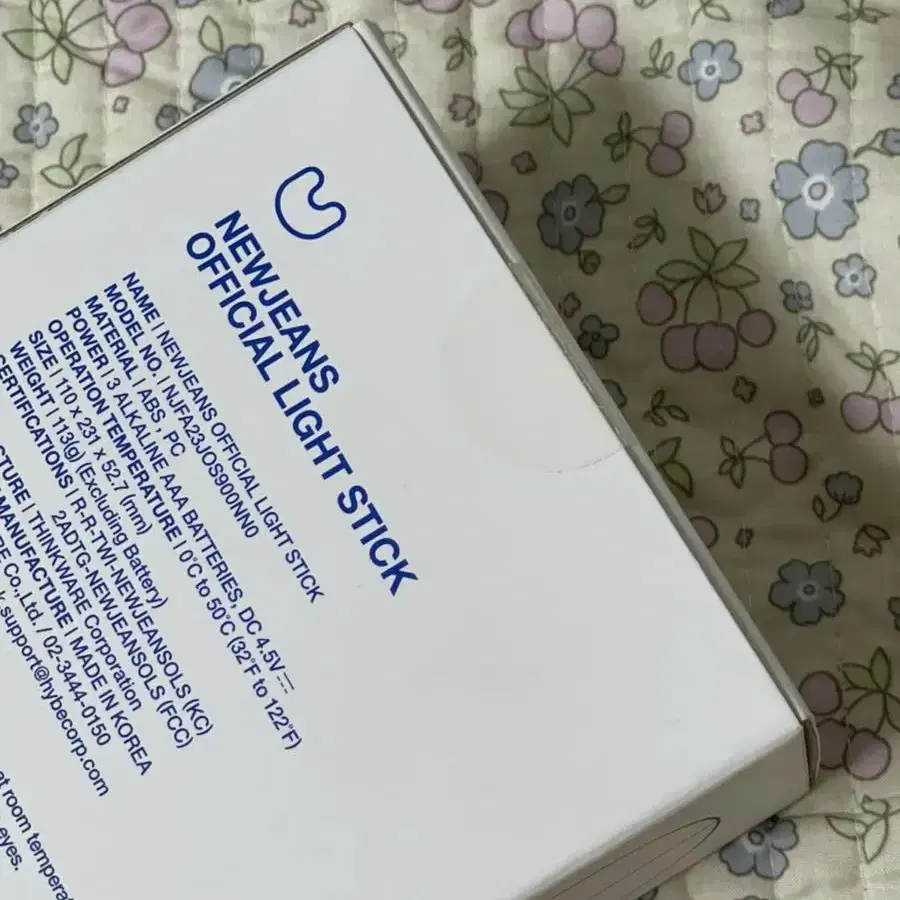 NEWJEANS
OFFICIAL LIGHT STICK
NAME | NEWJEANS OFFICIAL LIGHT STICK
MODEL NO. | NJFA23JOS900NN0
MATERIAL | ABS , PC
POWER | 3 ALKALINE AAA BATTERIES, DC 4.5V
OPERATION TEMPERATURE | 0°C to 50°C (32°F to 122°F)
SIZE | 110 x 231 x 52.7 (mm)
WEIGHT | 113(g) (Excluding Battery)
CERTIFICATIONS | R-R-TWI-NEWJEANSOLS (KC)
2ADTG-NEWJEANSOLS (FCC)
| THINKWARE Corporation
MANUFACTURE | MADE IN KOREA
Co.,Ltd. / 02-3444-0150
support@hybecorp.com
at room
eyes.